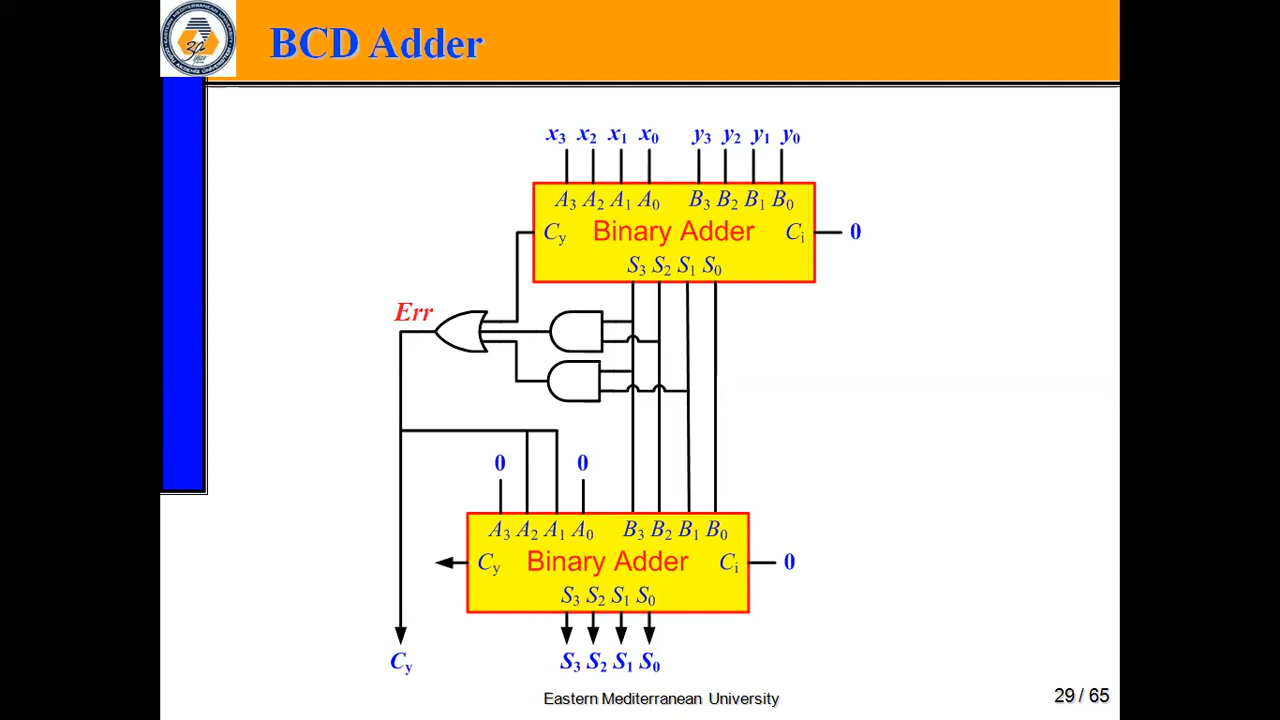 BCD Adder
x3 x2 x1 x0 y3 y2 y1 y0
A3 A2 A1 A0 B3 B2 B1 B0
Cy Binary Adder Ci 0
S3 S2 S1 S0
Err
0 0
A3 A2 A1 A0 B3 B2 B1 B0
Cy Binary Adder Ci 0
S3 S2 S1 S0
Cy S3 S2 S1 S0
Eastern Mediterranean University
29 / 65